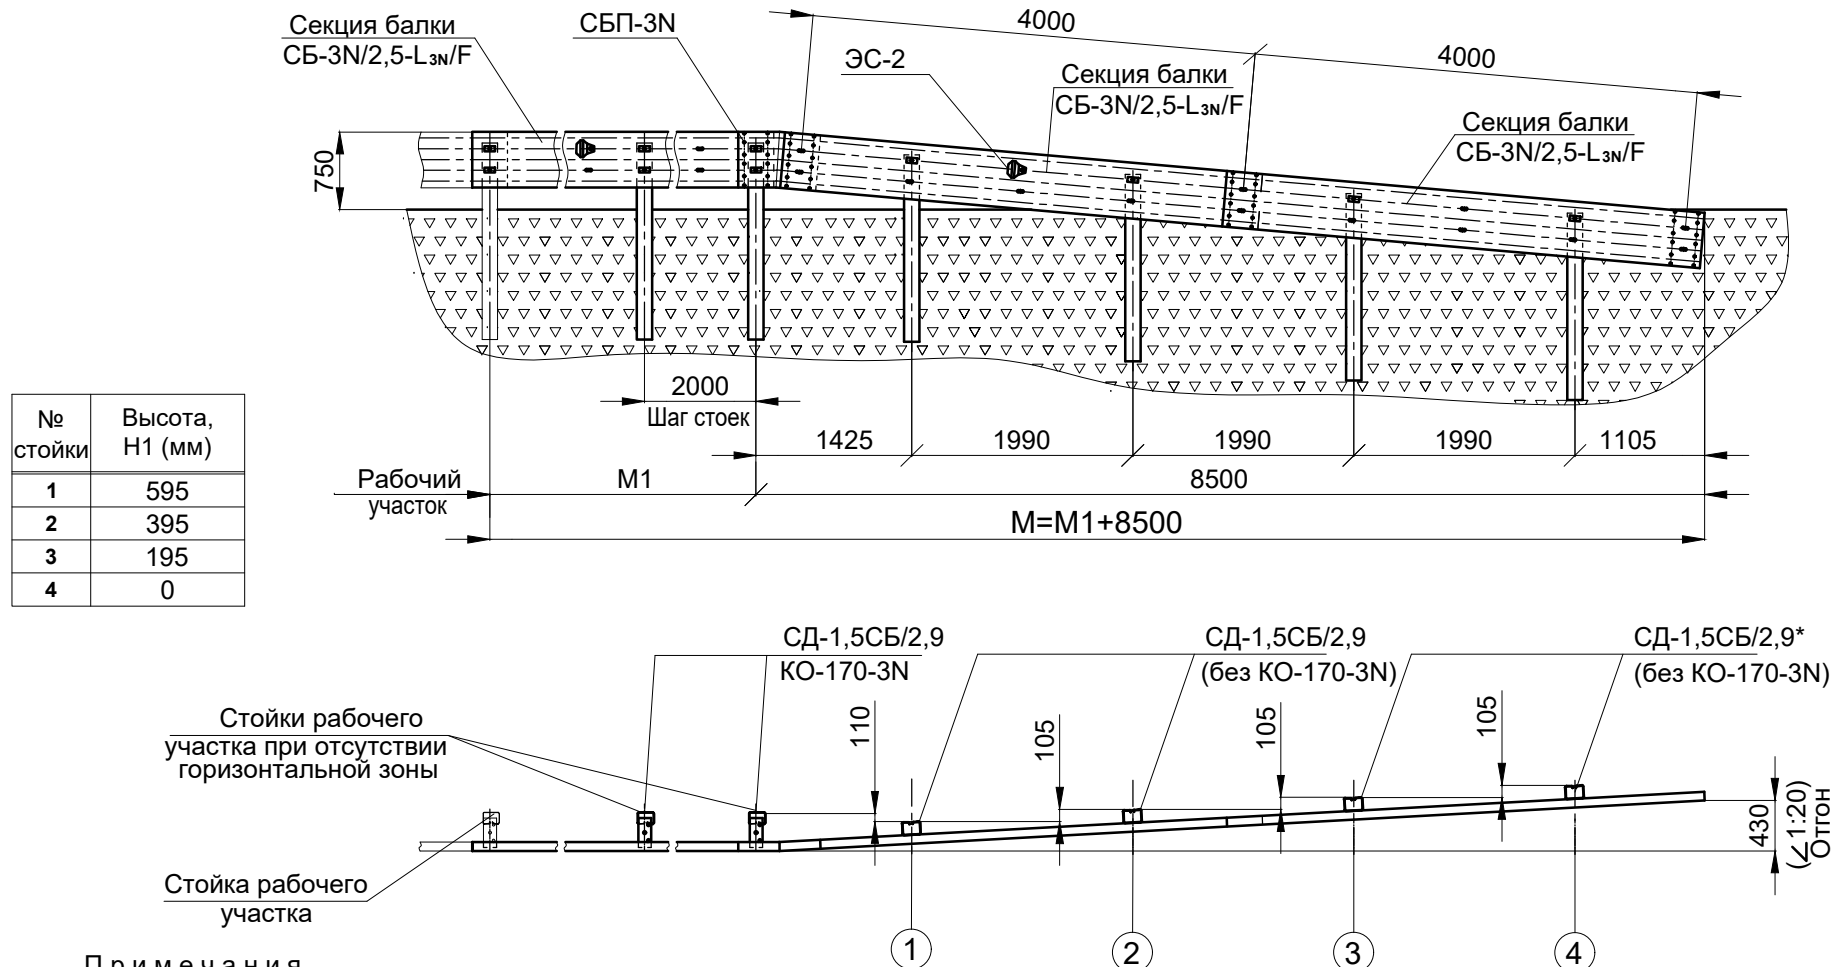 4000
4000
Секция балки
СБ-3N/2,5-L3N/F
СБП-3N
ЭС-2
Секция балки
СБ-3N/2,5-L3N/F
Секция балки
СБ-3N/2,5-L3N/F
750
2000
Шаг стоек
1425
1990
1990
1990
1105
Рабочий
участок
М1
8500
М=М1+8500
№
стойки
Высота,
Н1 (мм)
1 595
2 395
3 195
4 0
СД-1,5СБ/2,9
КО-170-3N
СД-1,5СБ/2,9
(без КО-170-3N)
СД-1,5СБ/2,9*
(без КО-170-3N)
Стойки рабочего
участка при отсутствии
горизонтальной зоны
110
105
105
105
430
(∠1:20)
Отгон
Стойка рабочего
участка
1
2
3
4
Примечания